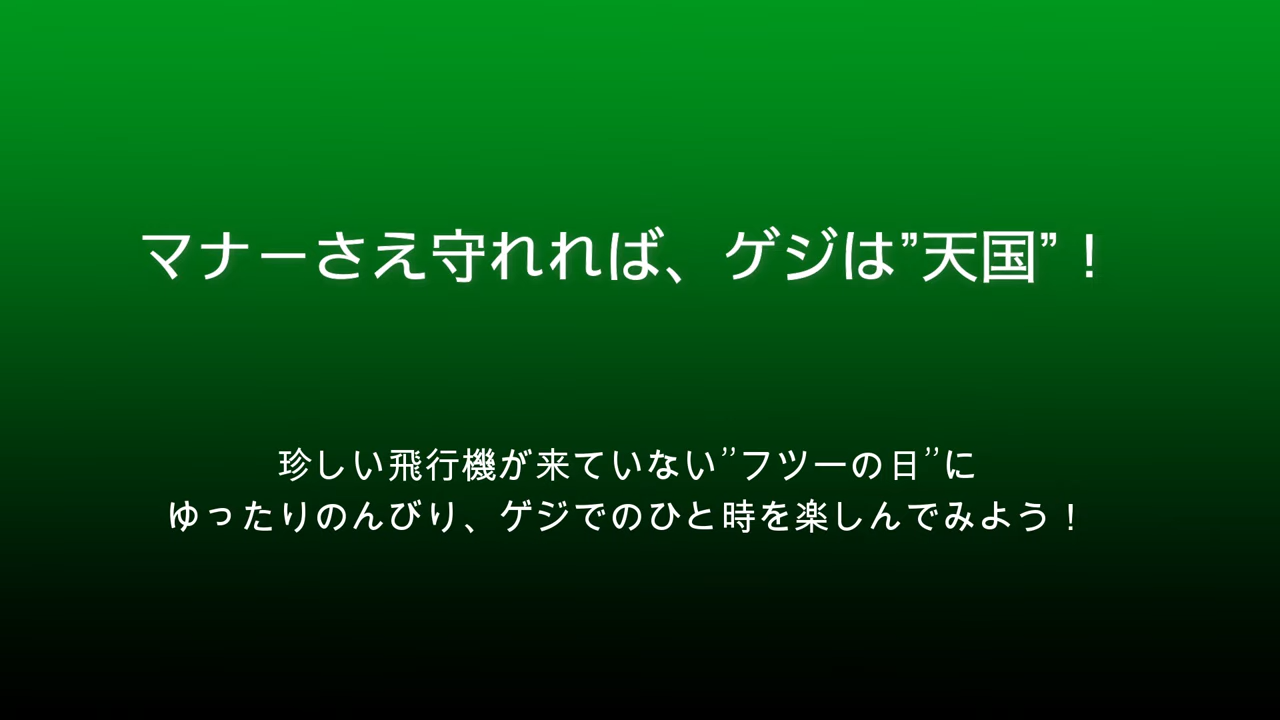 マナーさえ守れれば、ゲジは”天国”！
珍しい飛行機が来ていない”フツーの日”に
ゆったりのんびり、ゲジでのひと時を楽しんでみよう！